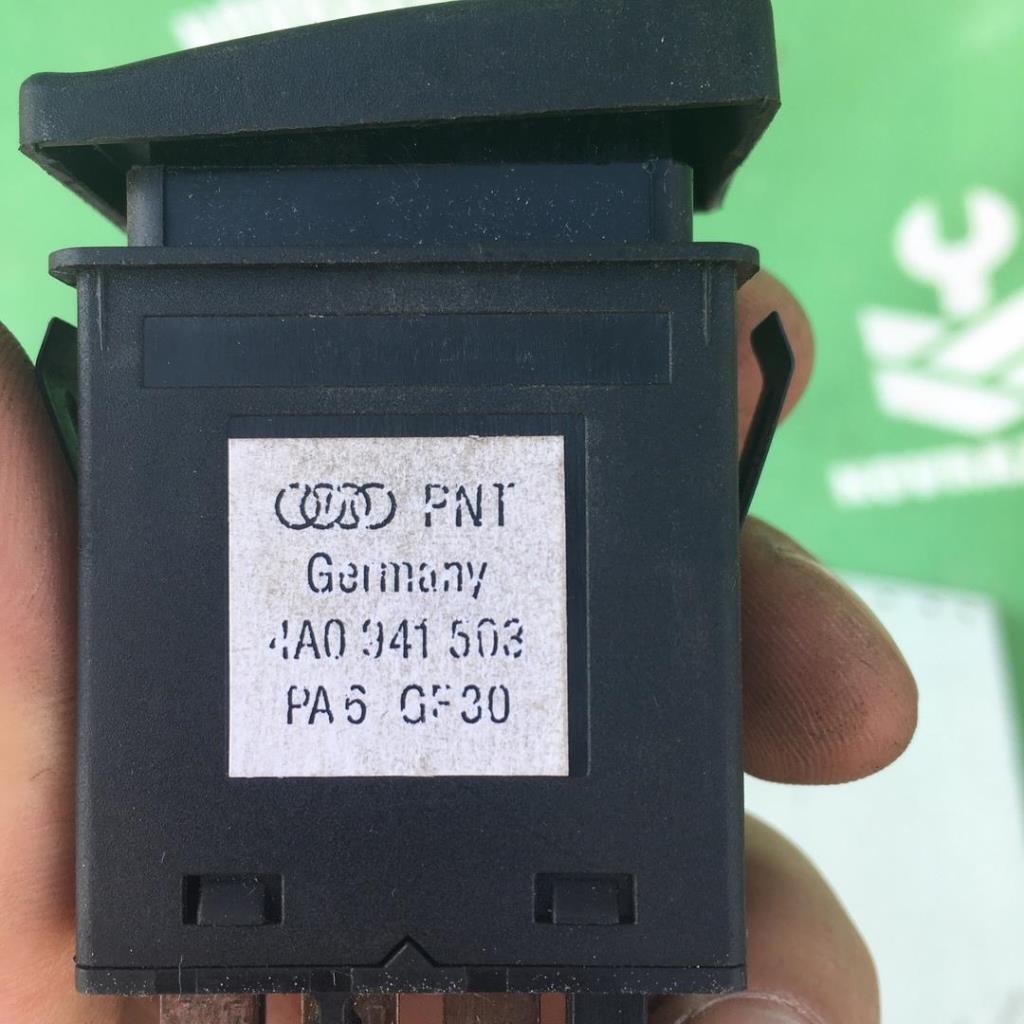 PNT
Germany
4A0 941 503
PA6 GF30